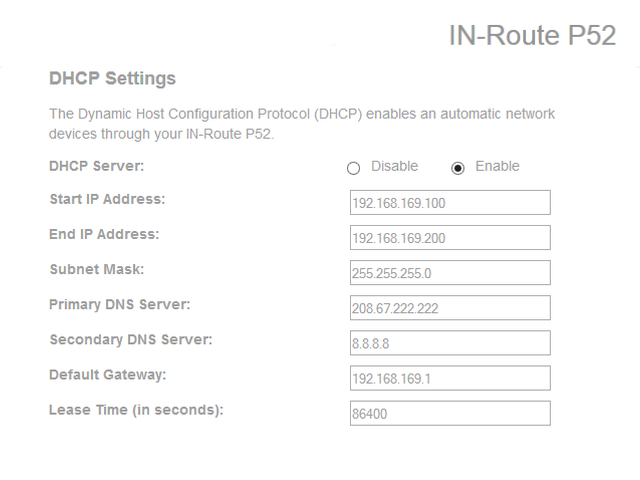 IN-Route P52
DHCP Settings
The Dynamic Host Configuration Protocol (DHCP) enables an automatic network
devices through your IN-Route P52.
DHCP Server: Disable Enable
Start IP Address: 192.168.169.100
End IP Address: 192.168.169.200
Subnet Mask: 255.255.255.0
Primary DNS Server: 208.67.222.222
Secondary DNS Server: 8.8.8.8
Default Gateway: 192.168.169.1
Lease Time (in seconds): 86400